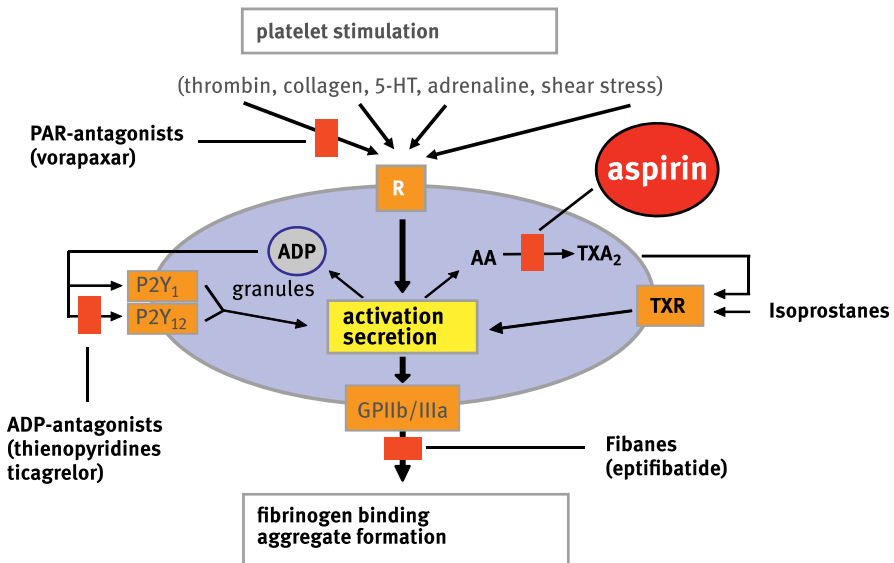 platelet stimulation
(thrombin, collagen, 5-HT, adrenaline, shear stress)
PAR-antagonists
(vorapaxar)
aspirin
R
ADP
AA
TXA₂
P2Y₁
granules
P2Y₁₂
activation
secretion
TXR
Isoprostanes
GPIIb/IIIa
ADP-antagonists
(thienopyridines
ticagrelor)
Fibanes
(eptifibatide)
fibrinogen binding
aggregate formation